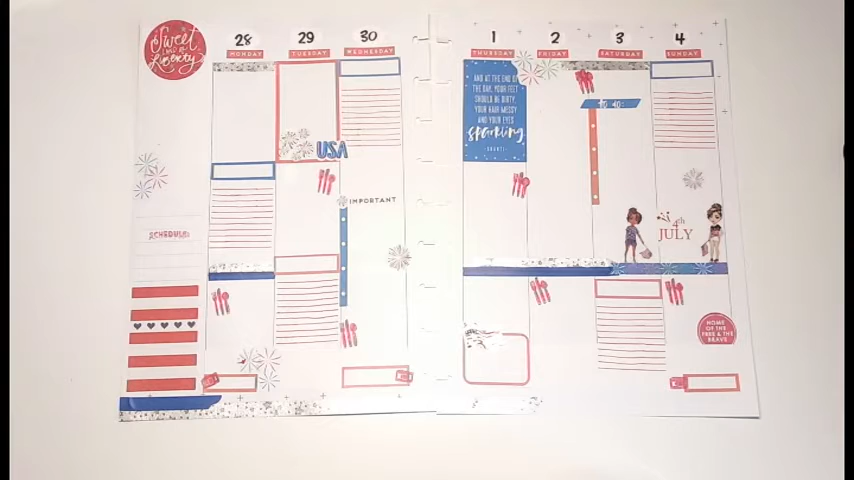 Sweet
Land of
Liberty
28
MONDAY
29
TUESDAY
30
WEDNESDAY
1
THURSDAY
2
FRIDAY
3
SATURDAY
4
SUNDAY
AND AT THE END OF
THE DAY, YOUR FEET
SHOULD BE DIRTY,
YOUR HAIR MESSY
AND YOUR EYES
sparkling.
-SHANTI-
to do:
USA
IMPORTANT
SCHEDULE
4th
JULY
HOME
OF THE
FREE & THE
BRAVE